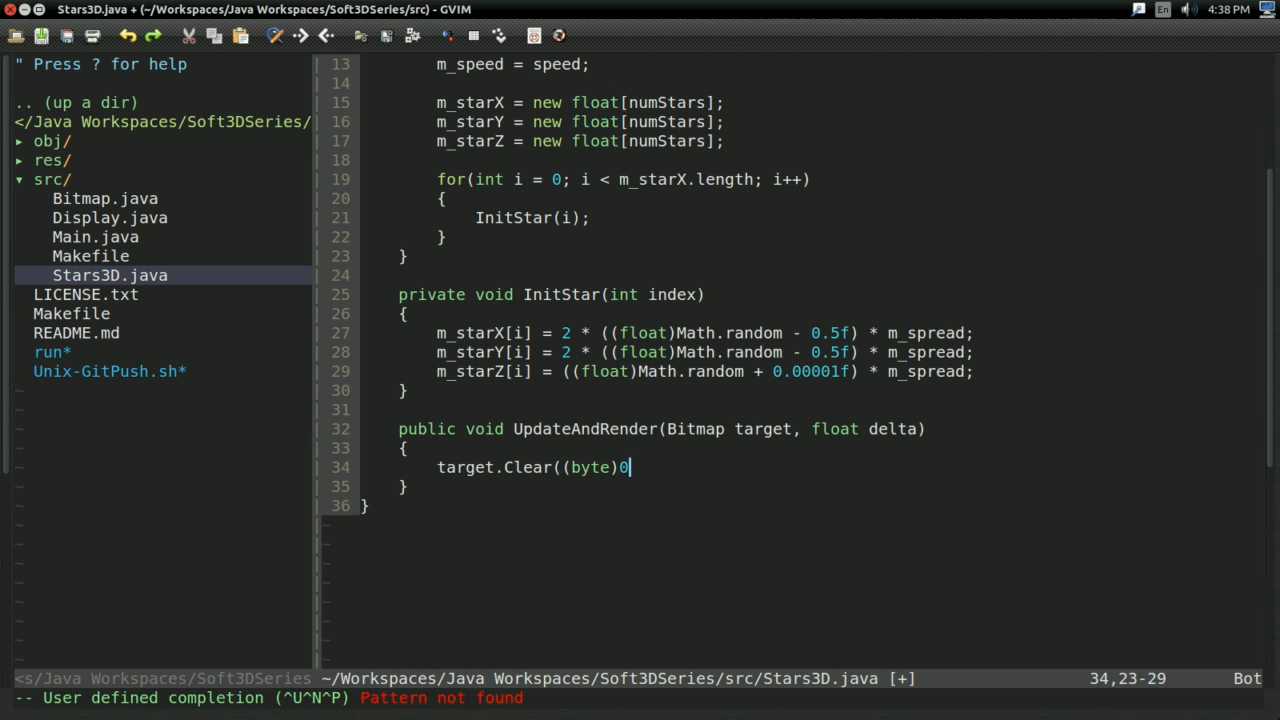 Stars3D.java + (~/Workspaces/Java Workspaces/Soft3DSeries/src) - GVIM
En
4:38 PM
" Press ? for help
.. (up a dir)
</Java Workspaces/Soft3DSeries/
▸ obj/
▸ res/
▾ src/
Bitmap.java
Display.java
Main.java
Makefile
Stars3D.java
LICENSE.txt
Makefile
README.md
run*
Unix-GitPush.sh*
13 m_speed = speed;
14
15 m_starX = new float[numStars];
16 m_starY = new float[numStars];
17 m_starZ = new float[numStars];
18
19 for(int i = 0; i < m_starX.length; i++)
20 {
21 InitStar(i);
22 }
23 }
24
25 private void InitStar(int index)
26 {
27 m_starX[i] = 2 * ((float)Math.random - 0.5f) * m_spread;
28 m_starY[i] = 2 * ((float)Math.random - 0.5f) * m_spread;
29 m_starZ[i] = ((float)Math.random + 0.00001f) * m_spread;
30 }
31
32 public void UpdateAndRender(Bitmap target, float delta)
33 {
34 target.Clear((byte)0
35 }
36 }
<s/Java Workspaces/Soft3DSeries ~/Workspaces/Java Workspaces/Soft3DSeries/src/Stars3D.java [+] 34,23-29 Bot
-- User defined completion (^U^N^P) Pattern not found